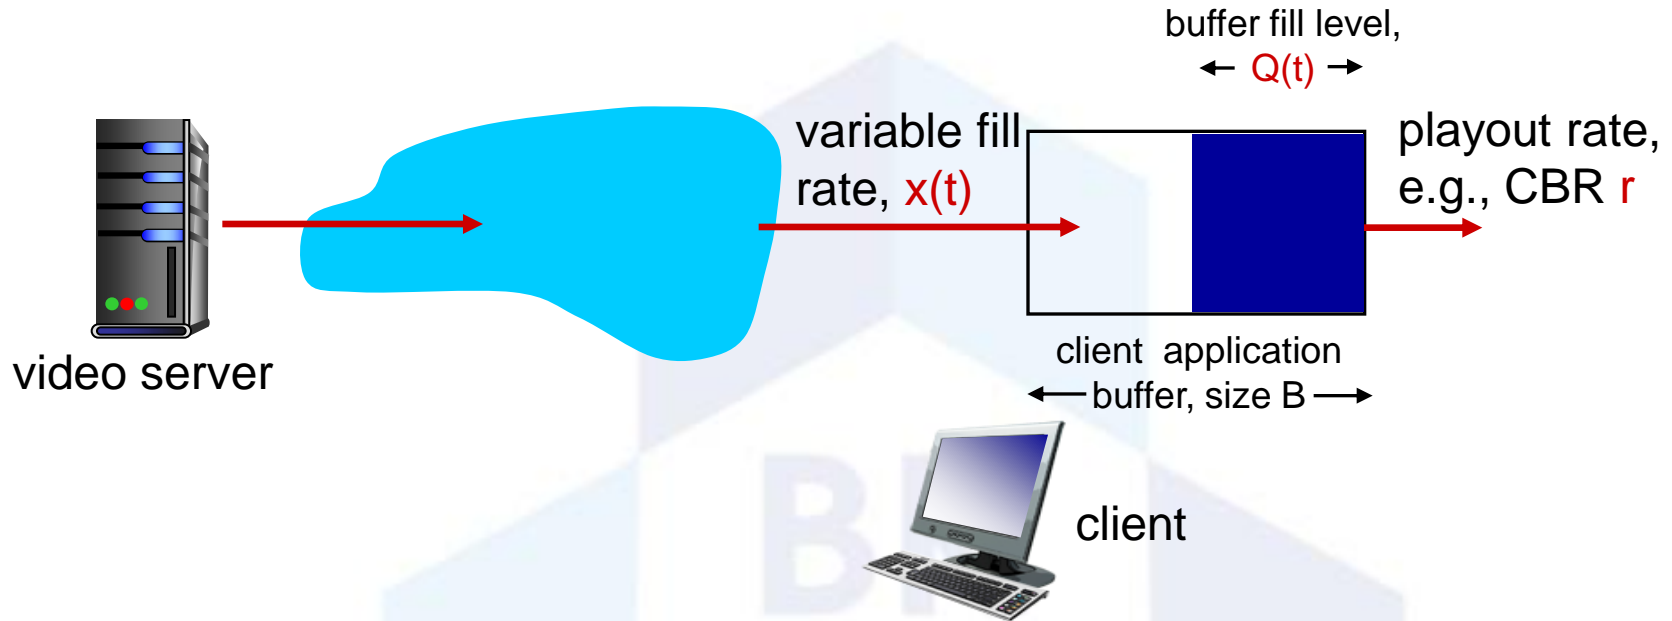 buffer fill level,
Q(t)
variable fill
rate, x(t)
playout rate,
e.g., CBR r
video server
client application
buffer, size B
client